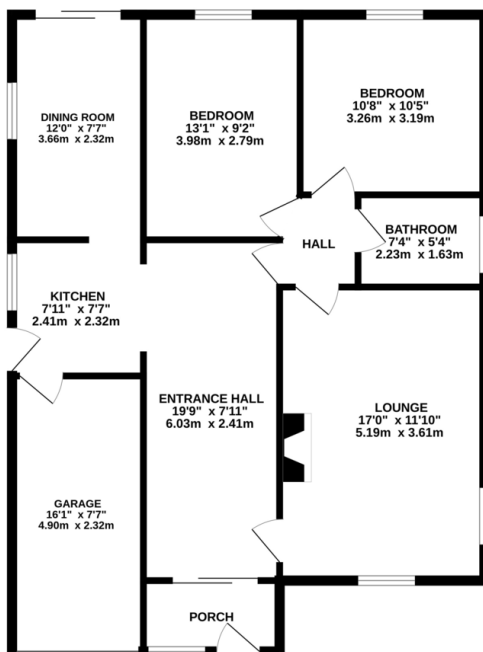 DINING ROOM
12'0" x 7'7"
3.66m x 2.32m
BEDROOM
13'1" x 9'2"
3.98m x 2.79m
BEDROOM
10'8" x 10'5"
3.26m x 3.19m
BATHROOM
7'4" x 5'4"
2.23m x 1.63m
HALL
KITCHEN
7'11" x 7'7"
2.41m x 2.32m
ENTRANCE HALL
19'9" x 7'11"
6.03m x 2.41m
LOUNGE
17'0" x 11'10"
5.19m x 3.61m
GARAGE
16'1" x 7'7"
4.90m x 2.32m
PORCH